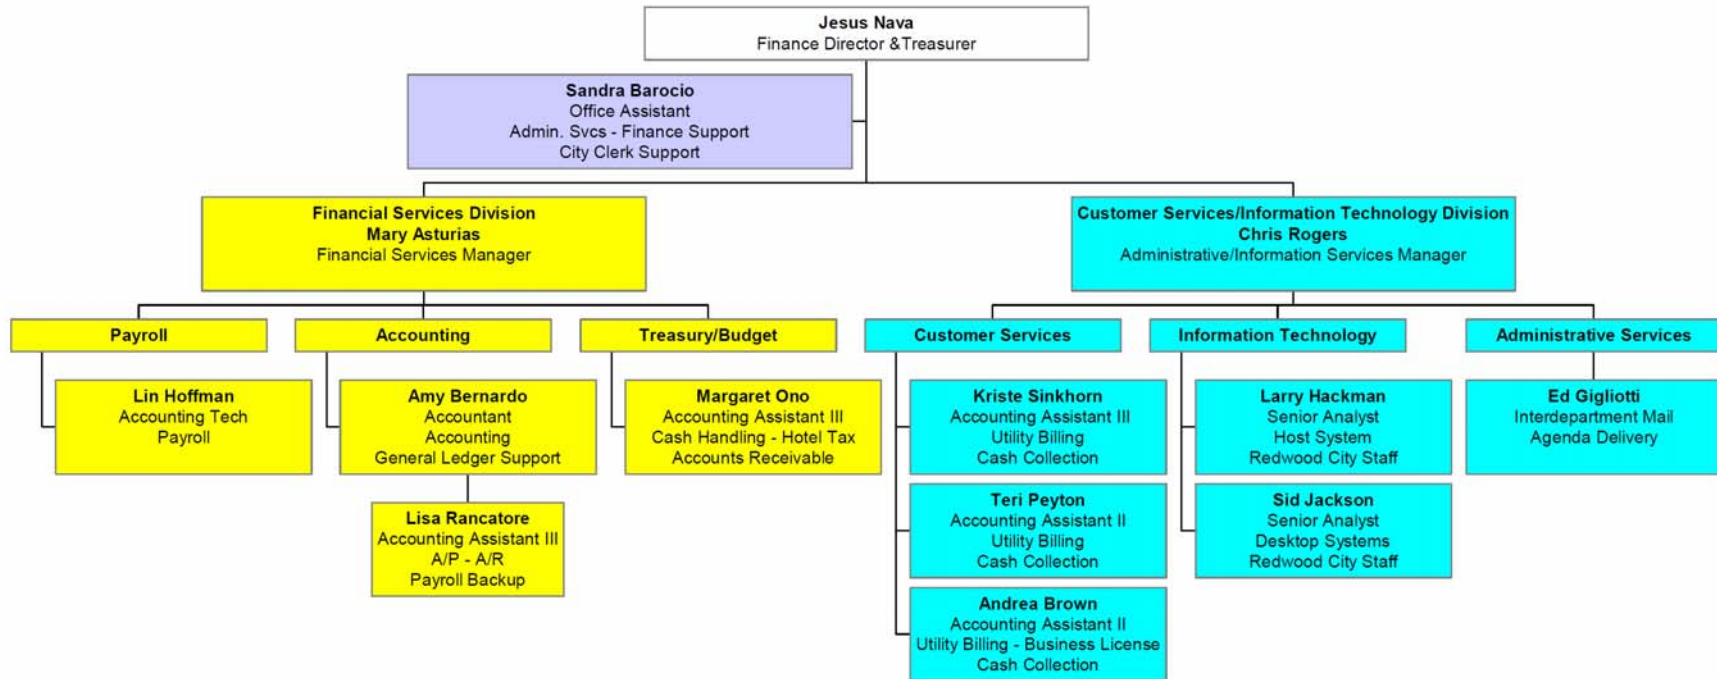 Jesus Nava
Finance Director &Treasurer
Sandra Barocio
Office Assistant
Admin. Svcs - Finance Support
City Clerk Support
Financial Services Division
Mary Asturias
Financial Services Manager
Customer Services/Information Technology Division
Chris Rogers
Administrative/Information Services Manager
Payroll
Lin Hoffman
Accounting Tech
Payroll
Accounting
Amy Bernardo
Accountant
Accounting
General Ledger Support
Lisa Rancatore
Accounting Assistant III
A/P - A/R
Payroll Backup
Treasury/Budget
Margaret Ono
Accounting Assistant III
Cash Handling - Hotel Tax
Accounts Receivable
Customer Services
Kriste Sinkhorn
Accounting Assistant III
Utility Billing
Cash Collection
Teri Peyton
Accounting Assistant II
Utility Billing
Cash Collection
Andrea Brown
Accounting Assistant II
Utility Billing - Business License
Cash Collection
Information Technology
Larry Hackman
Senior Analyst
Host System
Redwood City Staff
Sid Jackson
Senior Analyst
Desktop Systems
Redwood City Staff
Administrative Services
Ed Gigliotti
Interdepartment Mail
Agenda Delivery